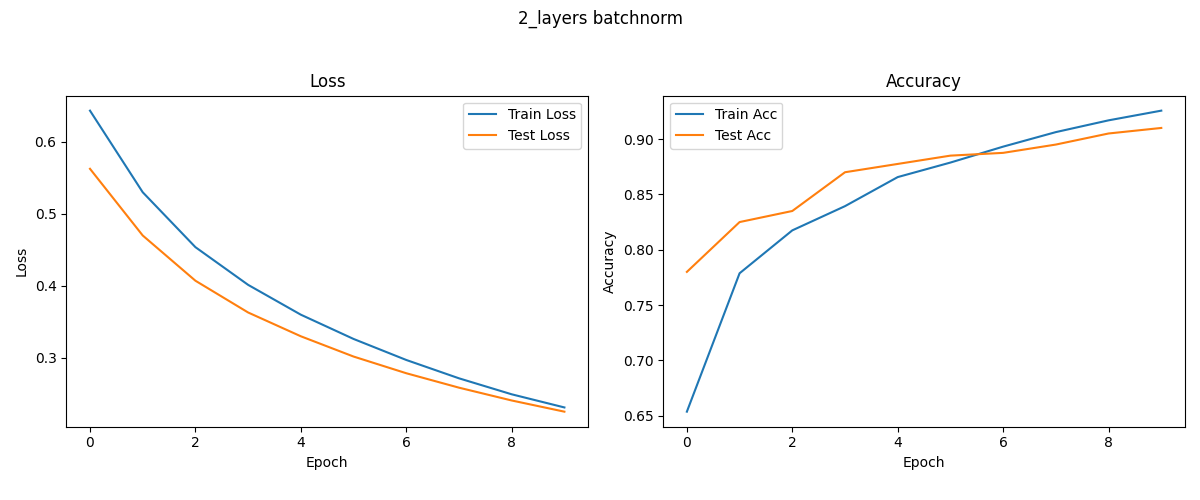 2_layers batchnorm
Loss
Train Loss
Test Loss
0.6
0.5
0.4
0.3
Loss
0
2
4
6
8
Epoch
Accuracy
Train Acc
Test Acc
0.90
0.85
0.80
0.75
0.70
0.65
Accuracy
0
2
4
6
8
Epoch